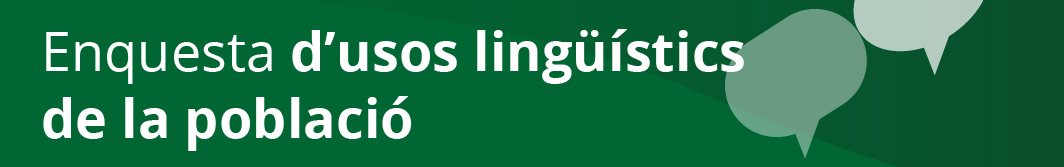 Enquesta d’usos lingüístics
de la població